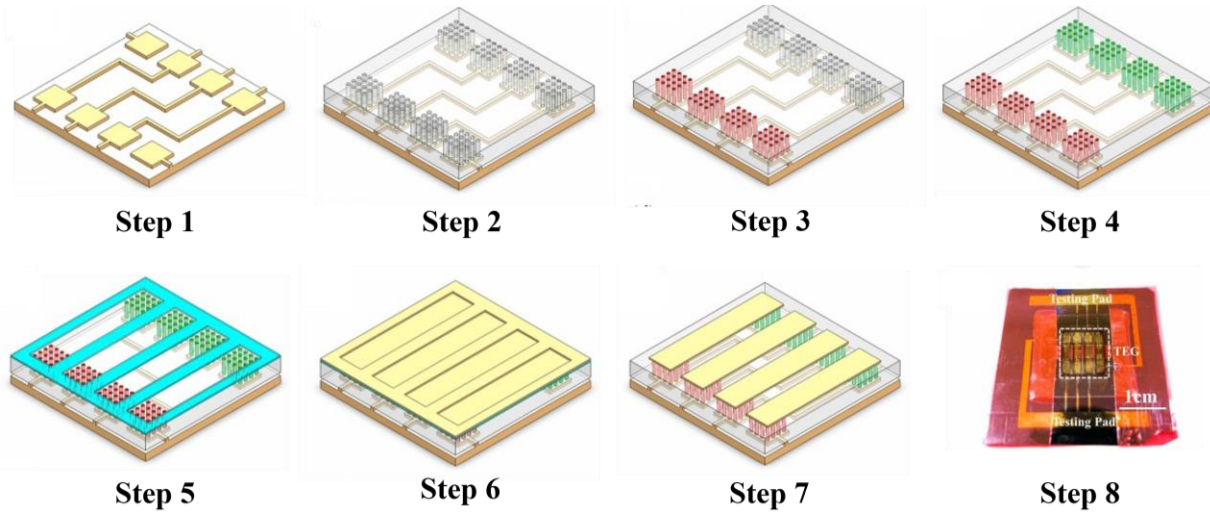 Step 1
Step 2
Step 3
Step 4
Testing Pad
TEG
1cm
Testing Pad
Step 5
Step 6
Step 7
Step 8